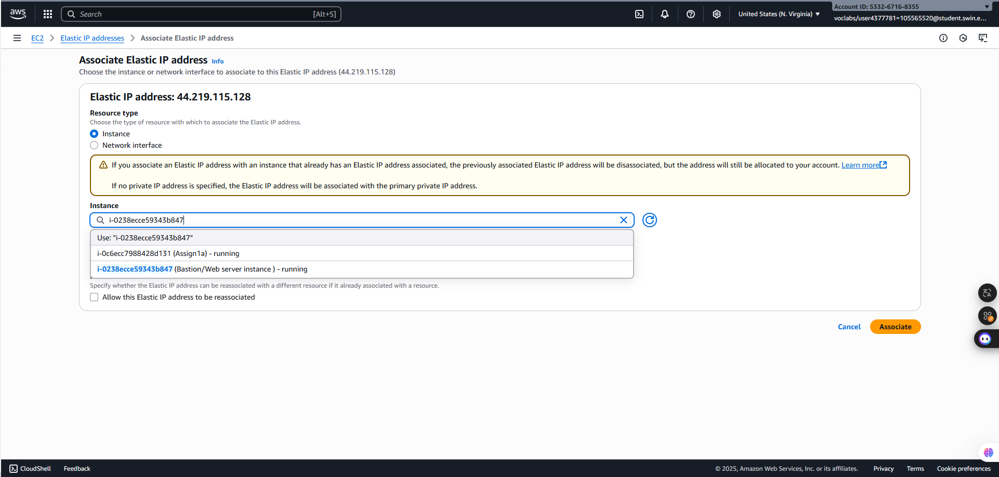 aws
Search [Alt+S]
United States (N. Virginia)
Account ID: 5332-6716-8355
voclabs/user4377781=105565520@student.swin.e...
EC2 > Elastic IP addresses > Associate Elastic IP address
Associate Elastic IP address Info
Choose the instance or network interface to associate to this Elastic IP address (44.219.115.128)
Elastic IP address: 44.219.115.128
Resource type
Choose the type of resource with which to associate the Elastic IP address.
Instance
Network interface
If you associate an Elastic IP address with an instance that already has an Elastic IP address associated, the previously associated Elastic IP address will be disassociated, but the address will still be allocated to your account. Learn more
If no private IP address is specified, the Elastic IP address will be associated with the primary private IP address.
Instance
i-0238ecce59343b847
Use: "i-0238ecce59343b847"
i-0c6ecc7988428d131 (Assign1a) - running
i-0238ecce59343b847 (Bastion/Web server instance ) - running
Specify whether the Elastic IP address can be reassociated with a different resource if it already associated with a resource.
Allow this Elastic IP address to be reassociated
Cancel
Associate
CloudShell
Feedback
© 2025, Amazon Web Services, Inc. or its affiliates.
Privacy
Terms
Cookie preferences